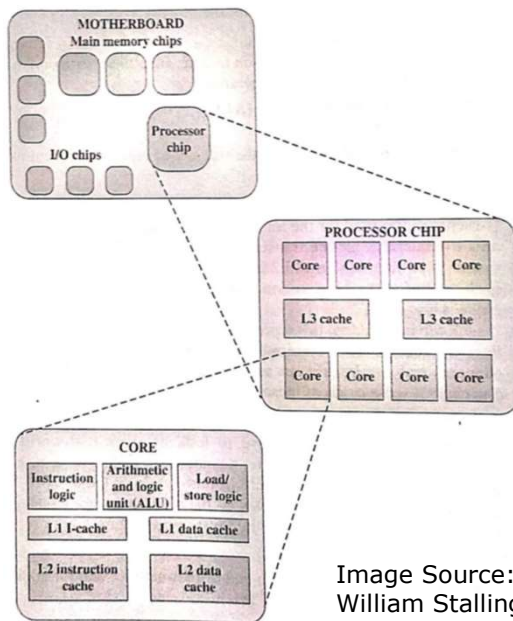 MOTHERBOARD
Main memory chips
Processor
chip
I/O chips
PROCESSOR CHIP
Core
Core
Core
Core
L3 cache
L3 cache
Core
Core
Core
Core
CORE
Instruction
logic
Arithmetic
and logic
unit (ALU)
Load/
store logic
L1 I-cache
L1 data cache
L2 instruction
cache
L2 data
cache
Image Source:
William Stalling